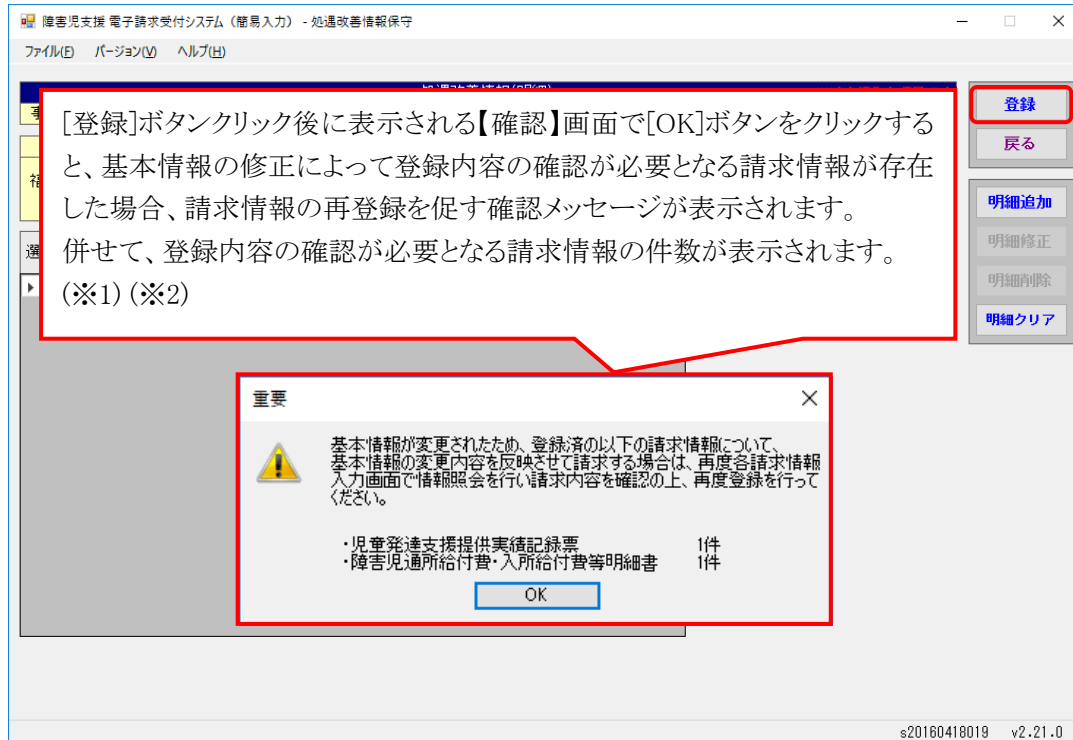 障害児支援 電子請求受付システム（簡易入力） - 処遇改善情報保守
ファイル(F) バージョン(V) ヘルプ(H)
[登録]ボタンクリック後に表示される【確認】画面で[OK]ボタンをクリックする
と、基本情報の修正によって登録内容の確認が必要となる請求情報が存在
した場合、請求情報の再登録を促す確認メッセージが表示されます。
併せて、登録内容の確認が必要となる請求情報の件数が表示されます。
(※1)(※2)
登録
戻る
明細追加
明細修正
明細削除
明細クリア
選
重要
基本情報が変更されたため、登録済の以下の請求情報について、
基本情報の変更内容を反映させて請求する場合は、再度各請求情報
入力画面で情報照会を行い請求内容を確認の上、再度登録を行って
ください。
・児童発達支援提供実績記録票 1件
・障害児通所給付費・入所給付費等明細書 1件
OK
s20160418019 v2.21.0